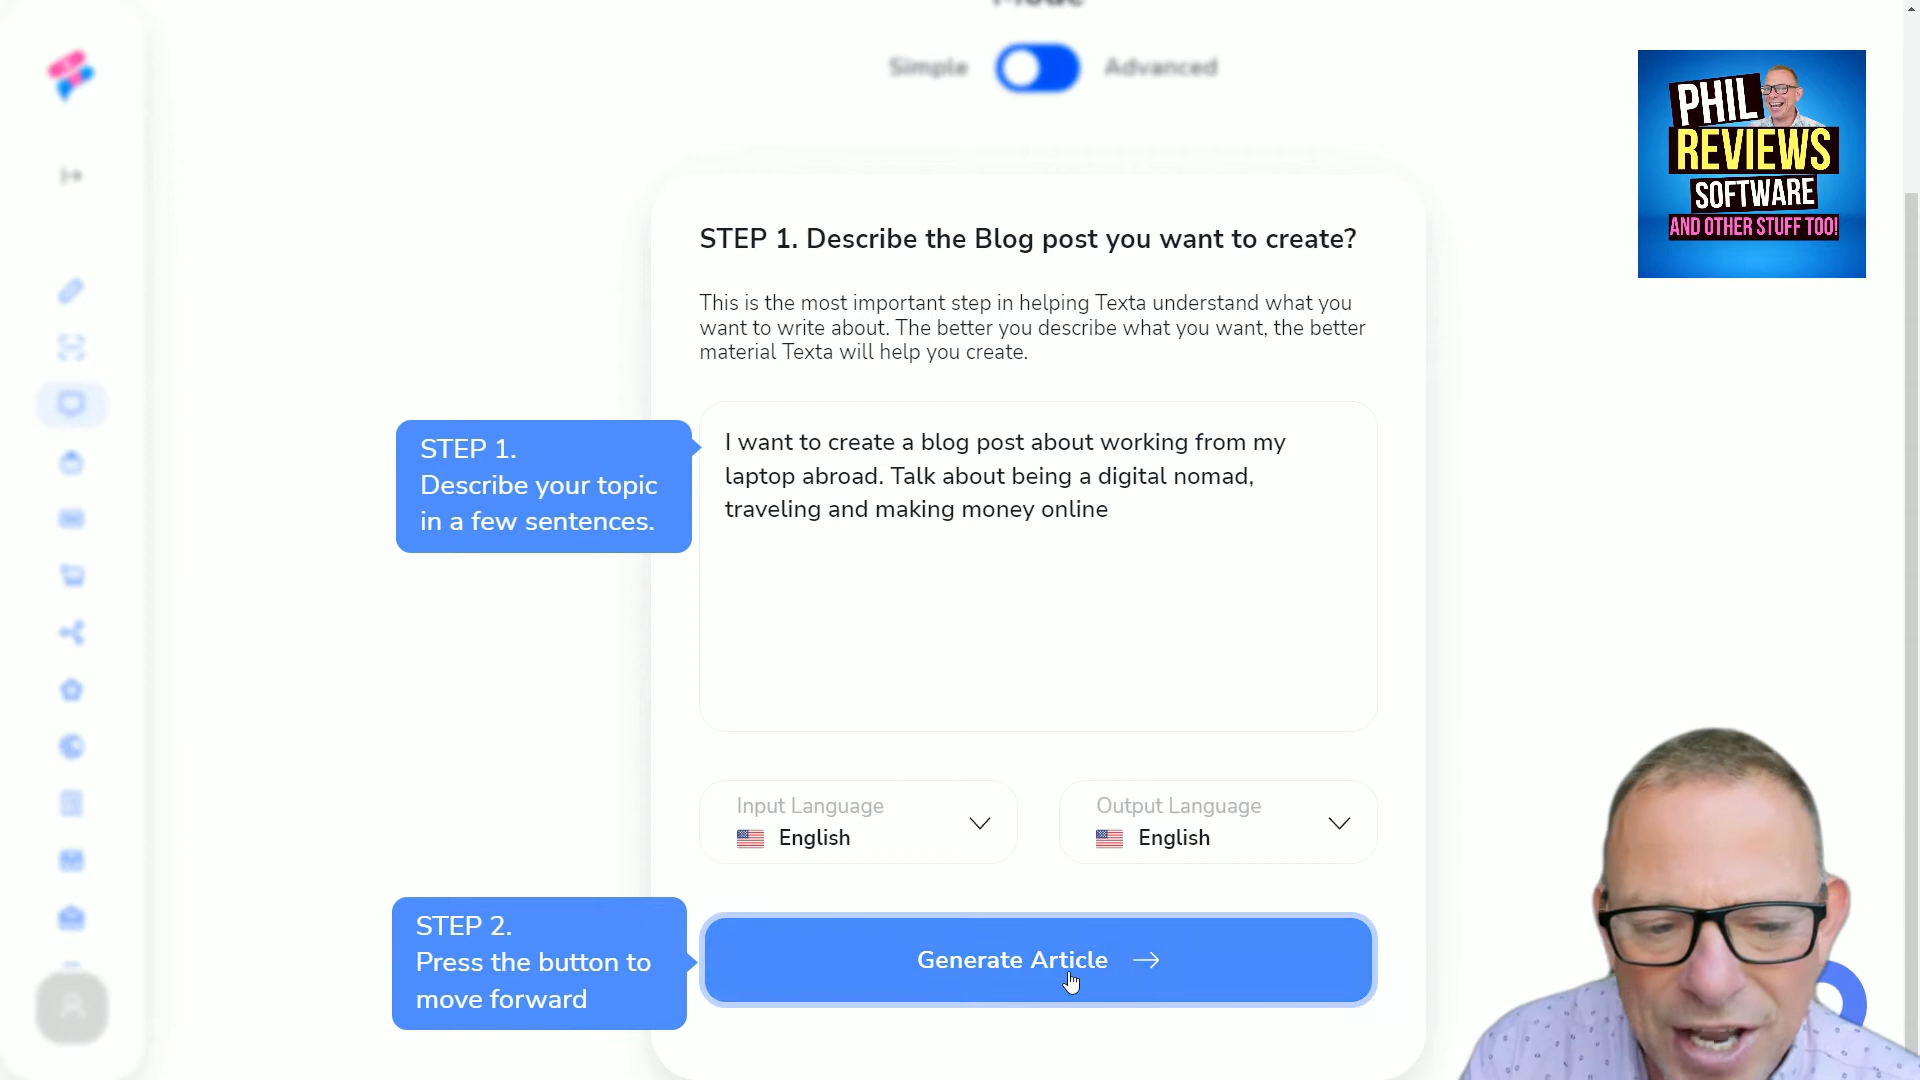 Mode
Simple
Advanced
PHIL
REVIEWS
SOFTWARE
AND OTHER STUFF TOO!
STEP 1. Describe the Blog post you want to create?
This is the most important step in helping Texta understand what you
want to write about. The better you describe what you want, the better
material Texta will help you create.
STEP 1.
Describe your topic
in a few sentences.
I want to create a blog post about working from my
laptop abroad. Talk about being a digital nomad,
traveling and making money online
Input Language
English
Output Language
English
STEP 2.
Press the button to
move forward
Generate Article